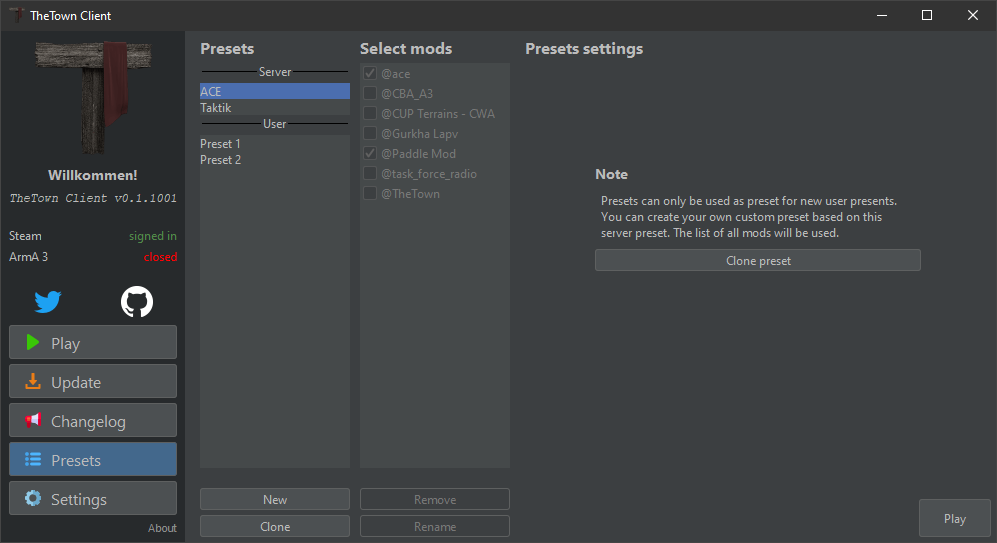 TheTown Client
Willkommen!
TheTown Client v0.1.1001
Steam signed in
ArmA 3 closed
Play
Update
Changelog
Presets
Settings
About
Presets
Server
ACE
Taktik
User
Preset 1
Preset 2
New
Clone
Select mods
@ace
@CBA_A3
@CUP Terrains - CWA
@Gurkha Lapv
@Paddle Mod
@task_force_radio
@TheTown
Remove
Rename
Presets settings
Note
Presets can only be used as preset for new user presents.
You can create your own custom preset based on this
server preset. The list of all mods will be used.
Clone preset
Play